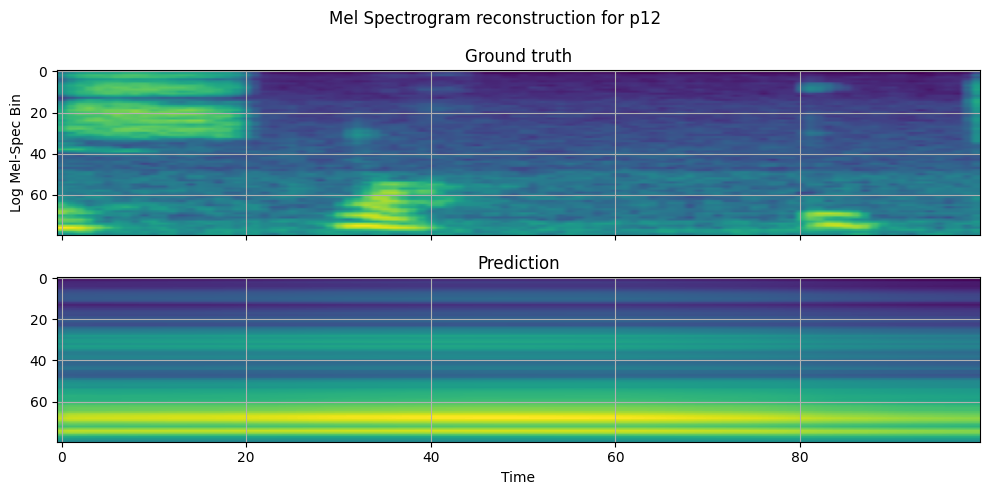 Mel Spectrogram reconstruction for p12
Ground truth
0
20
40
60
Log Mel-Spec Bin
Prediction
0
20
40
60
0 20 40 60 80
Time